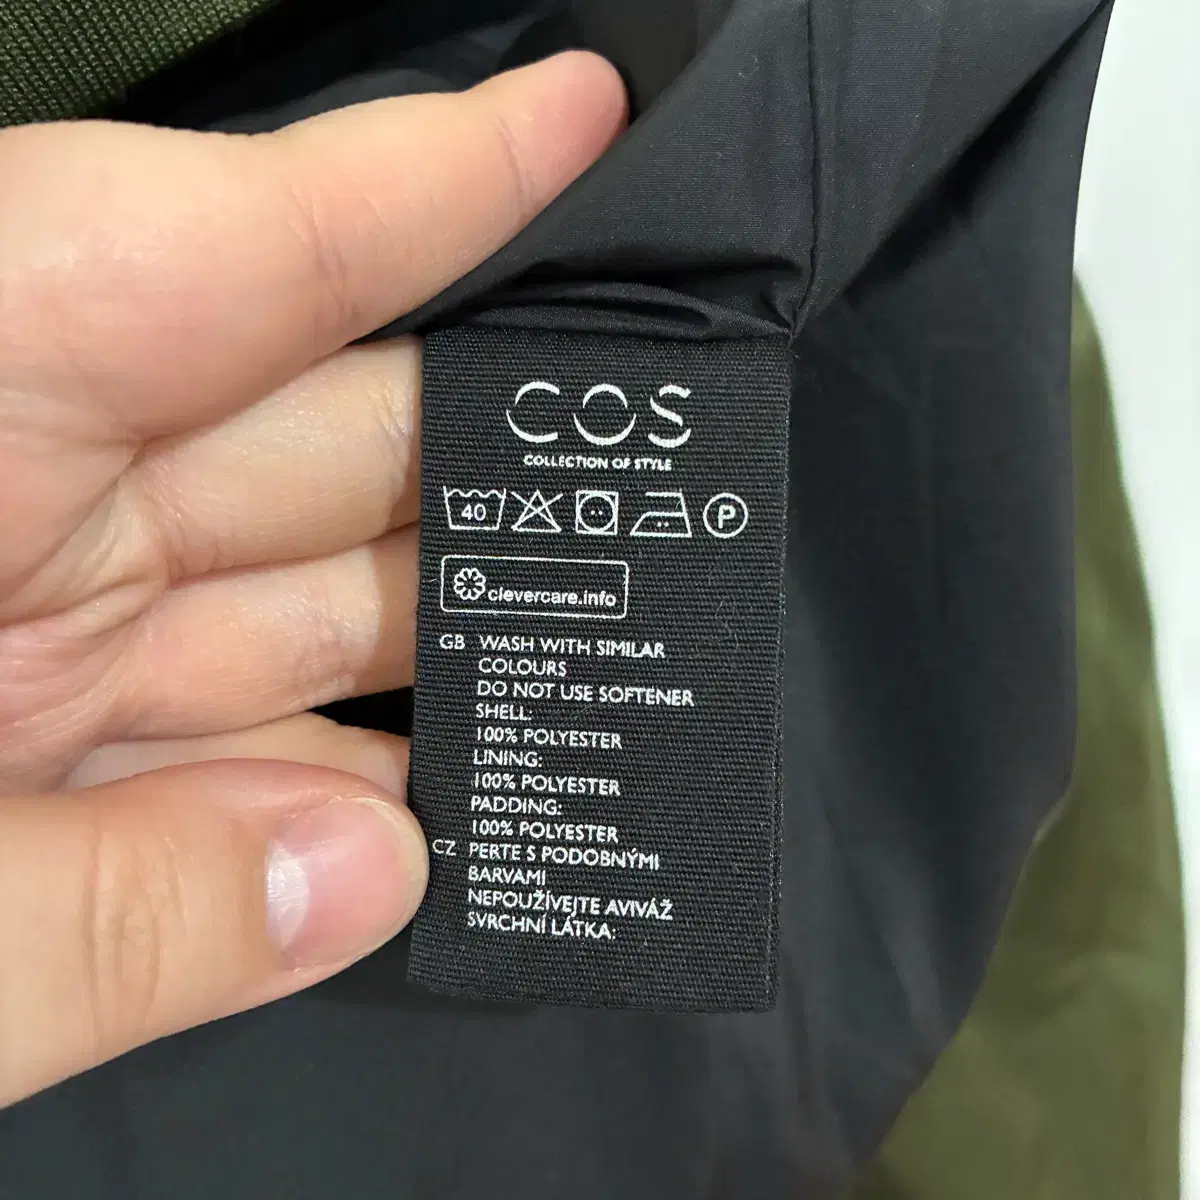 COS
COLLECTION OF STYLE
40 P
clevercare.info
GB WASH WITH SIMILAR
COLOURS
DO NOT USE SOFTENER
SHELL:
100% POLYESTER
LINING:
100% POLYESTER
PADDING:
100% POLYESTER
CZ PERTE S PODOBNÝMI
BARVAMI
NEPOUŽÍVEJTE AVIVÁŽ
SVRCHNÍ LÁTKA: